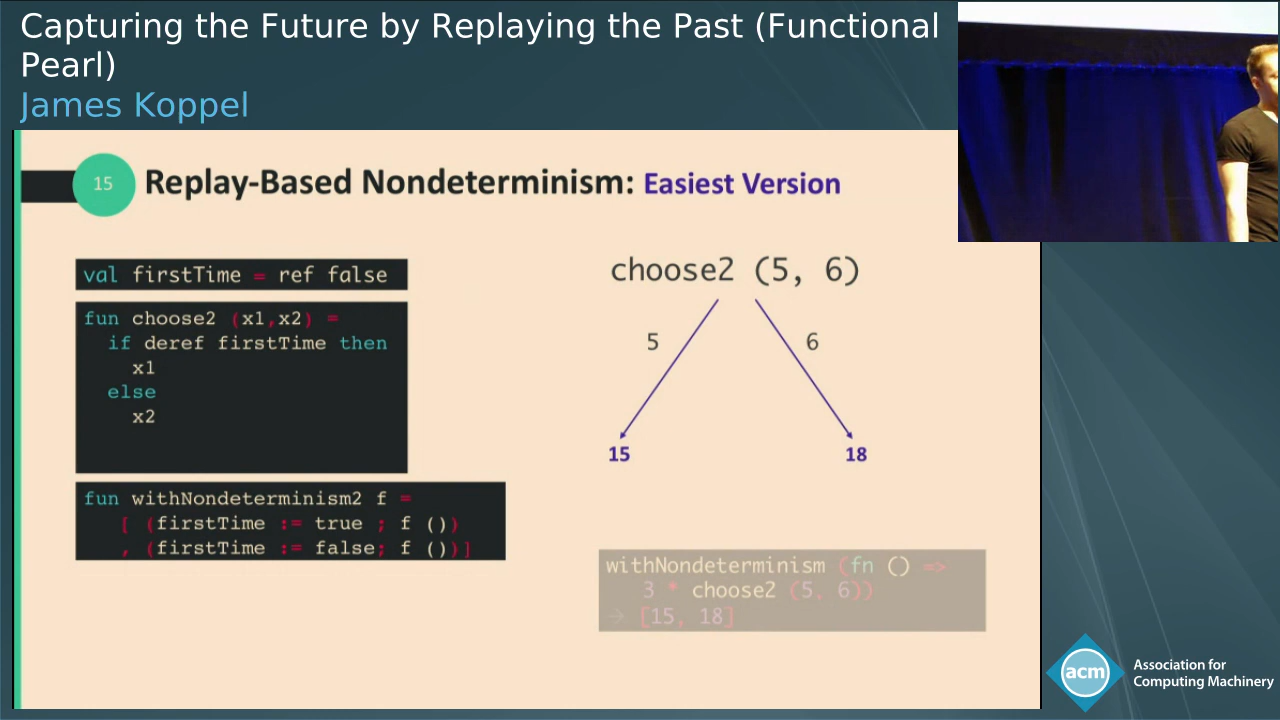 Capturing the Future by Replaying the Past (Functional
Pearl)
James Koppel
15
Replay-Based Nondeterminism: Easiest Version
val firstTime = ref false
fun choose2 (x1,x2) =
if deref firstTime then
x1
else
x2
fun withNondeterminism2 f =
[ (firstTime := true ; f ())
, (firstTime := false; f ())]
choose2 (5, 6)
5
6
15
18
withNondeterminism (fn () =>
3 * choose2 (5, 6))
→ [15, 18]
acm
Association for
Computing Machinery